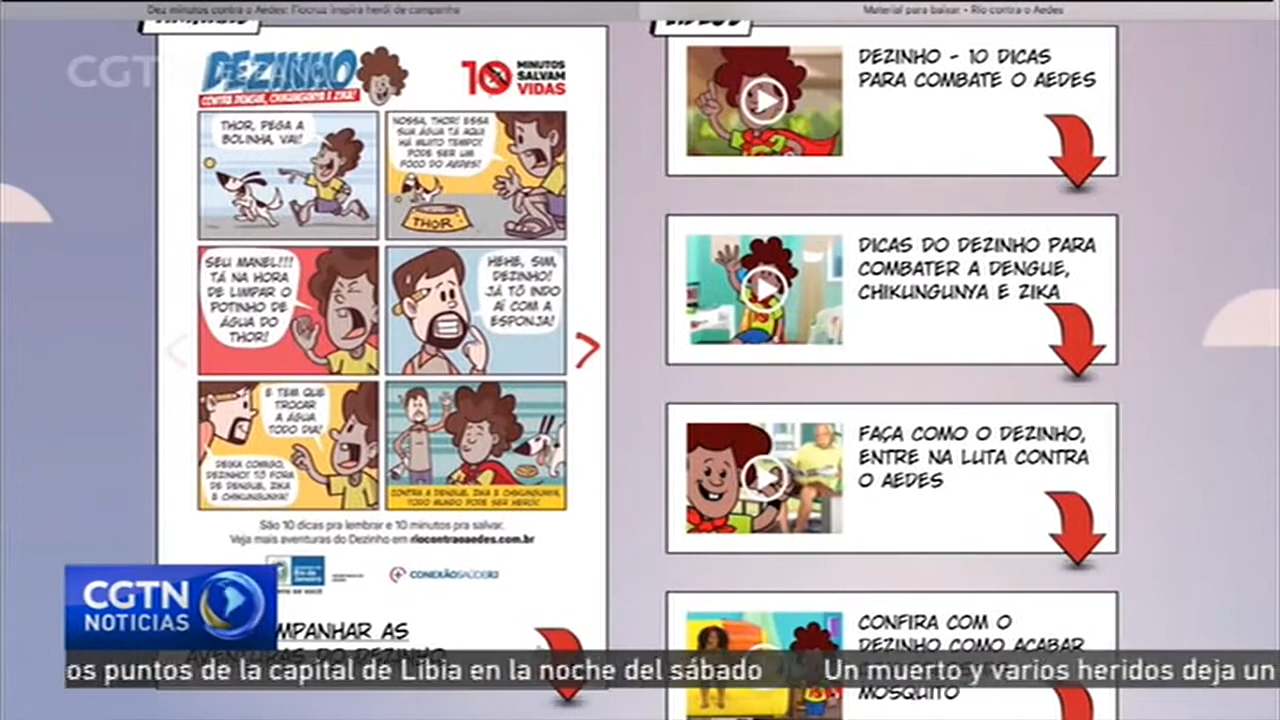 Dez minutos contra o Aedes: Fiocruz inspira herói de campanha
Material para baixar - Rio contra o Aedes
CGTN
DEZINHO
CONTRA DENGUE, CHIKUNGUNYA E ZIKA!
10 MINUTOS
SALVAM
VIDAS
THOR, PEGA A
BOLINHA, VAI!
NOSSA, THOR! ESSA
SUA ÁGUA TÁ AQUI
HÁ MUITO TEMPO!
PODE SER UM
FOCO DO AEDES!
THOR
SEU MANEL!!!
TÁ NA HORA
DE LIMPAR O
POTINHO DE
ÁGUA DO
THOR!
HEHE, SIM,
DEZINHO!
JÁ TÔ INDO
AÍ COM A
ESPONJA!
E TEM QUE
TROCAR
A ÁGUA
TODO DIA!
DEIXA COMIGO,
DEZINHO! TÔ FORA
DE DENGUE, ZIKA
E CHIKUNGUNYA!
CONTRA A DENGUE, ZIKA E CHIKUNGUNYA,
TODO MUNDO PODE SER HERÓI!
São 10 dicas pra lembrar e 10 minutos pra salvar.
Veja mais aventuras do Dezinho em riocontraoaedes.com.br
Rio de Janeiro
CONEXÃO SAÚDE RJ
MPANHAR AS
DEZINHO - 10 DICAS
PARA COMBATE O AEDES
DICAS DO DEZINHO PARA
COMBATER A DENGUE,
CHIKUNGUNYA E ZIKA
FAÇA COMO O DEZINHO,
ENTRE NA LUTA CONTRA
O AEDES
CONFIRA COM O
DEZINHO COMO ACABAR
MOSQUITO
CGTN
NOTICIAS
os puntos de la capital de Libia en la noche del sábado
Un muerto y varios heridos deja un